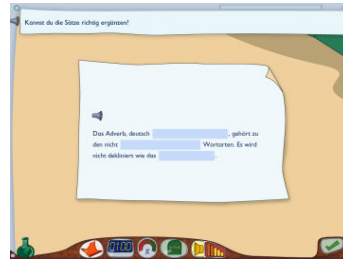 Kannst du die Sätze richtig ergänzen?
Das Adverb, deutsch , gehört zu
den nicht Wortarten. Es wird
nicht dekliniert wie das .
0100